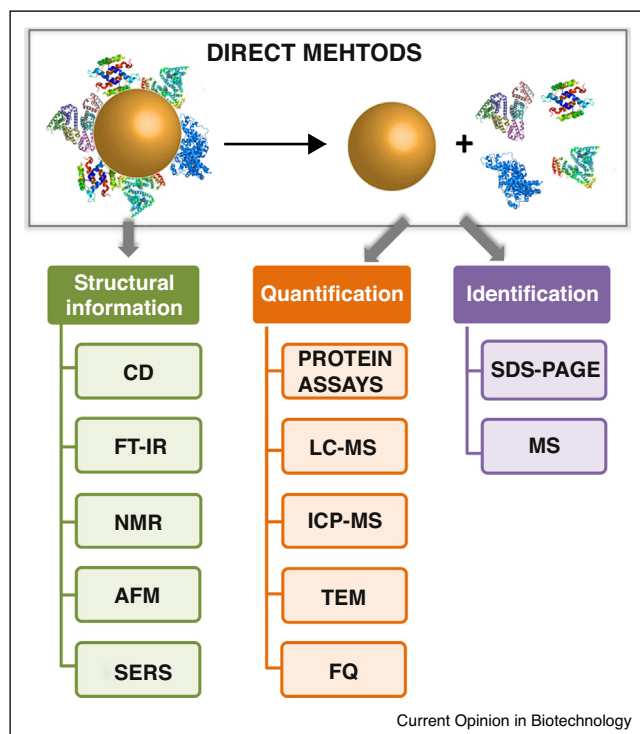 DIRECT MEHTODS
+
Structural
information
CD
FT-IR
NMR
AFM
SERS
Quantification
PROTEIN
ASSAYS
LC-MS
ICP-MS
TEM
FQ
Identification
SDS-PAGE
MS
Current Opinion in Biotechnology